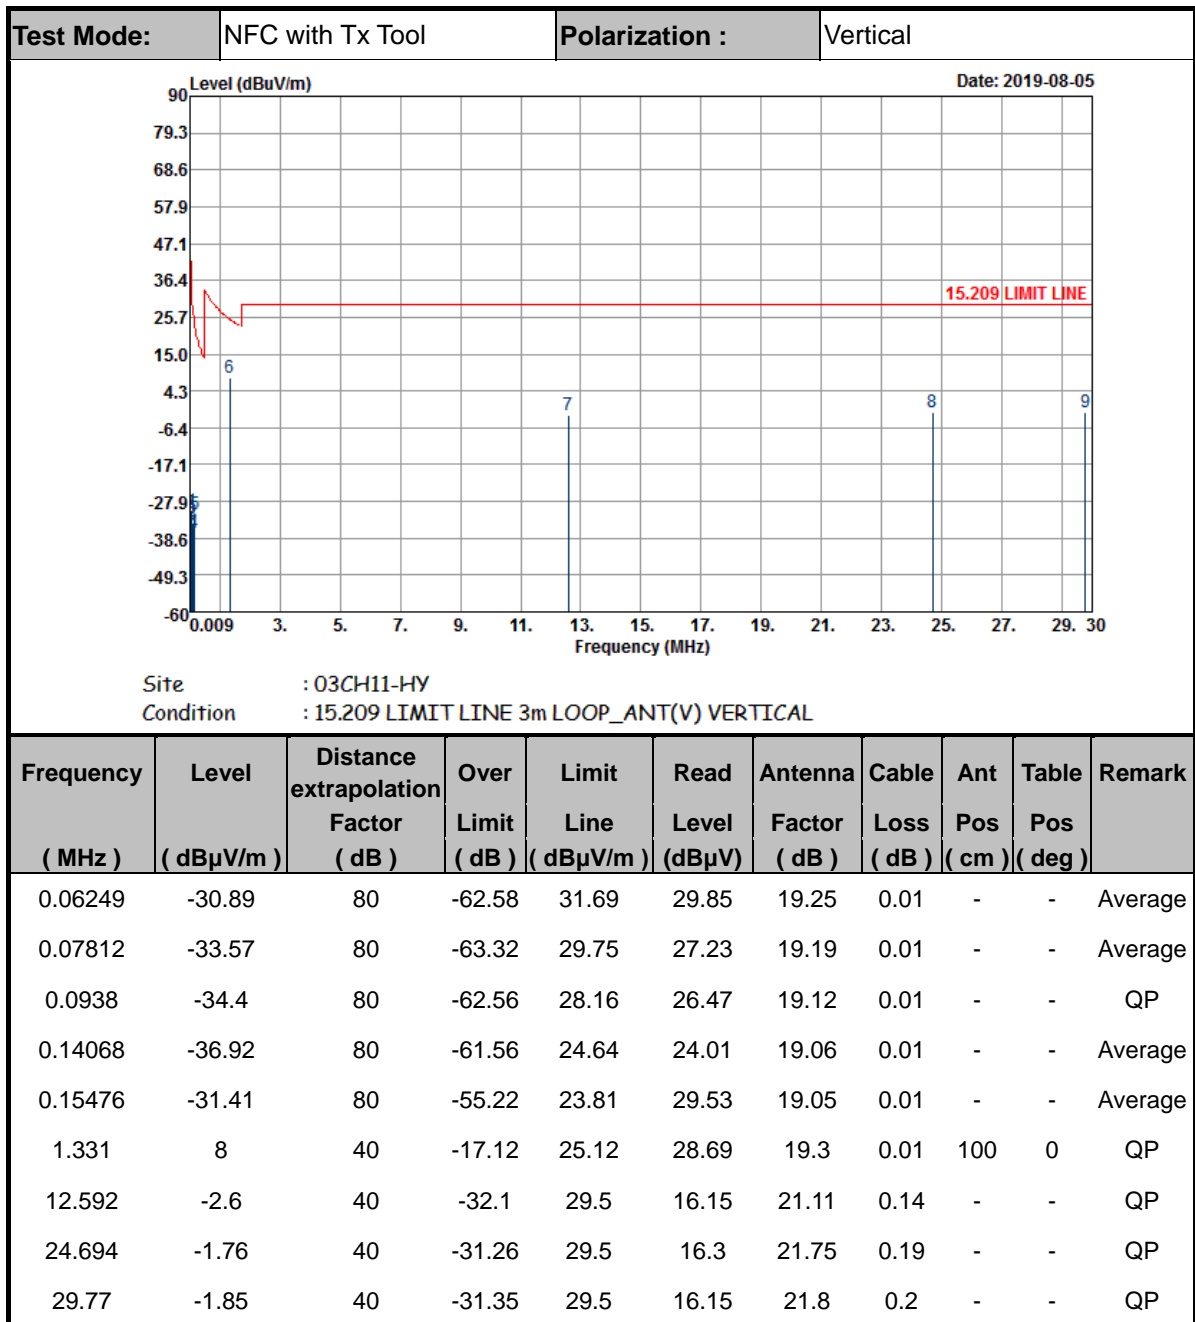 Test Mode: NFC with Tx Tool Polarization : Vertical
Level (dBuV/m) Date: 2019-08-05
90
79.3
68.6
57.9
47.1
36.4
15.209 LIMIT LINE
25.7
15.0
6
4.3
7 8 9
-6.4
-17.1
-27.9
5
-38.6
-49.3
-60
0.009 3. 5. 7. 9. 11. 13. 15. 17. 19. 21. 23. 25. 27. 29. 30
Frequency (MHz)
Site : 03CH11-HY
Condition : 15.209 LIMIT LINE 3m LOOP_ANT(V) VERTICAL
Frequency Level Distance extrapolation Factor Over Limit Limit Line Read Level Antenna Factor Cable Loss Ant Pos Table Pos Remark
( MHz ) ( dBµV/m ) ( dB ) ( dB ) ( dBµV/m ) (dBµV) ( dB ) ( dB ) ( cm ) ( deg )
0.06249 -30.89 80 -62.58 31.69 29.85 19.25 0.01 - - Average
0.07812 -33.57 80 -63.32 29.75 27.23 19.19 0.01 - - Average
0.0938 -34.4 80 -62.56 28.16 26.47 19.12 0.01 - - QP
0.14068 -36.92 80 -61.56 24.64 24.01 19.06 0.01 - - Average
0.15476 -31.41 80 -55.22 23.81 29.53 19.05 0.01 - - Average
1.331 8 40 -17.12 25.12 28.69 19.3 0.01 100 0 QP
12.592 -2.6 40 -32.1 29.5 16.15 21.11 0.14 - - QP
24.694 -1.76 40 -31.26 29.5 16.3 21.75 0.19 - - QP
29.77 -1.85 40 -31.35 29.5 16.15 21.8 0.2 - - QP